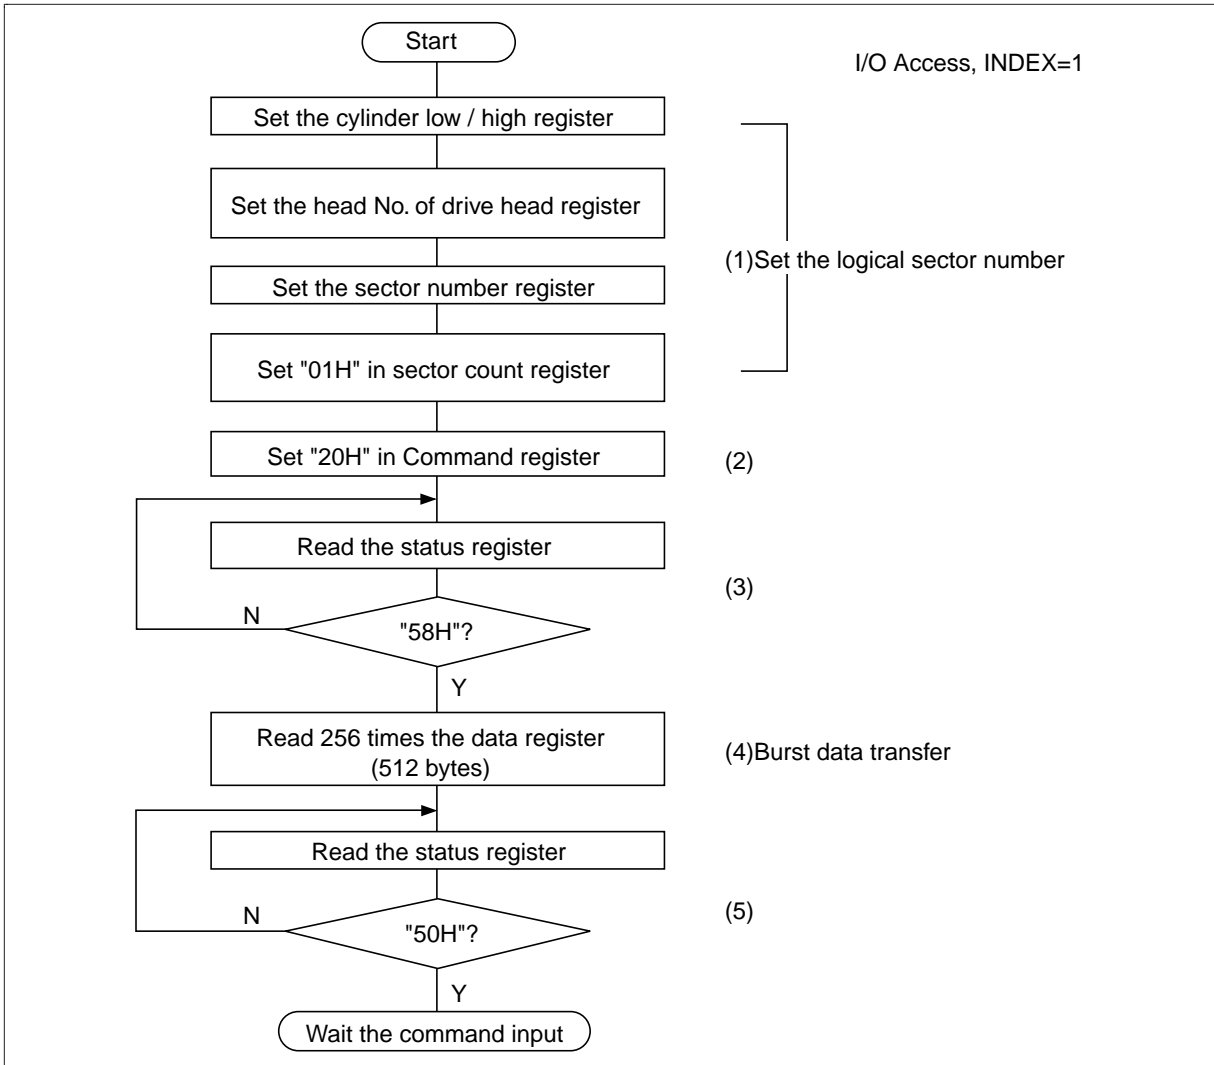 Start
I/O Access, INDEX=1
Set the cylinder low / high register
Set the head No. of drive head register
(1)Set the logical sector number
Set the sector number register
Set "01H" in sector count register
Set "20H" in Command register
(2)
Read the status register
(3)
N
"58H"?
Y
Read 256 times the data register
(512 bytes)
(4)Burst data transfer
Read the status register
N
(5)
"50H"?
Y
Wait the command input